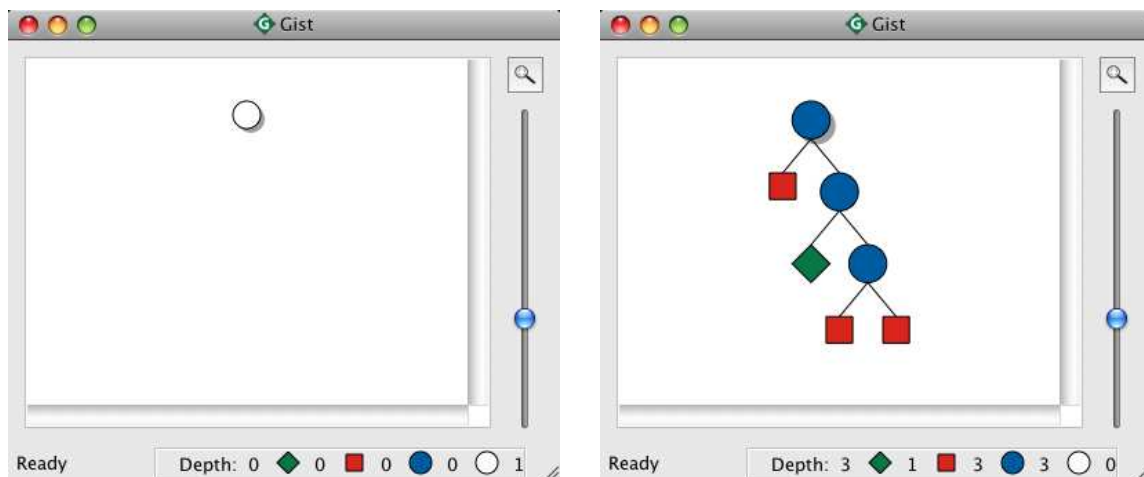 Gist
Ready Depth: 0 0 0 0 1
Gist
Ready Depth: 3 1 3 3 0